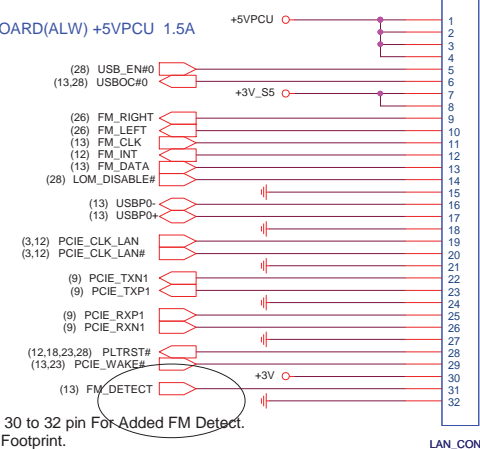 +5VPCU
1
OARD(ALW) +5VPCU 1.5A
2
3
4
(28) USB_EN#0
5
(13,28) USBOC#0
6
+3V_S5
7
8
(26) FM_RIGHT
9
(26) FM_LEFT
10
(13) FM_CLK
11
(12) FM_INT
12
(13) FM_DATA
13
(28) LOM_DISABLE#
14
15
(13) USBP0-
16
(13) USBP0+
17
18
(3,12) PCIE_CLK_LAN
19
(3,12) PCIE_CLK_LAN#
20
21
(9) PCIE_TXN1
22
(9) PCIE_TXP1
23
24
(9) PCIE_RXP1
25
(9) PCIE_RXN1
26
27
(12,18,23,28) PLTRST#
28
(13,23) PCIE_WAKE#
29
+3V
30
(13) FM_DETECT
31
32
30 to 32 pin For Added FM Detect.
Footprint.
LAN_CON